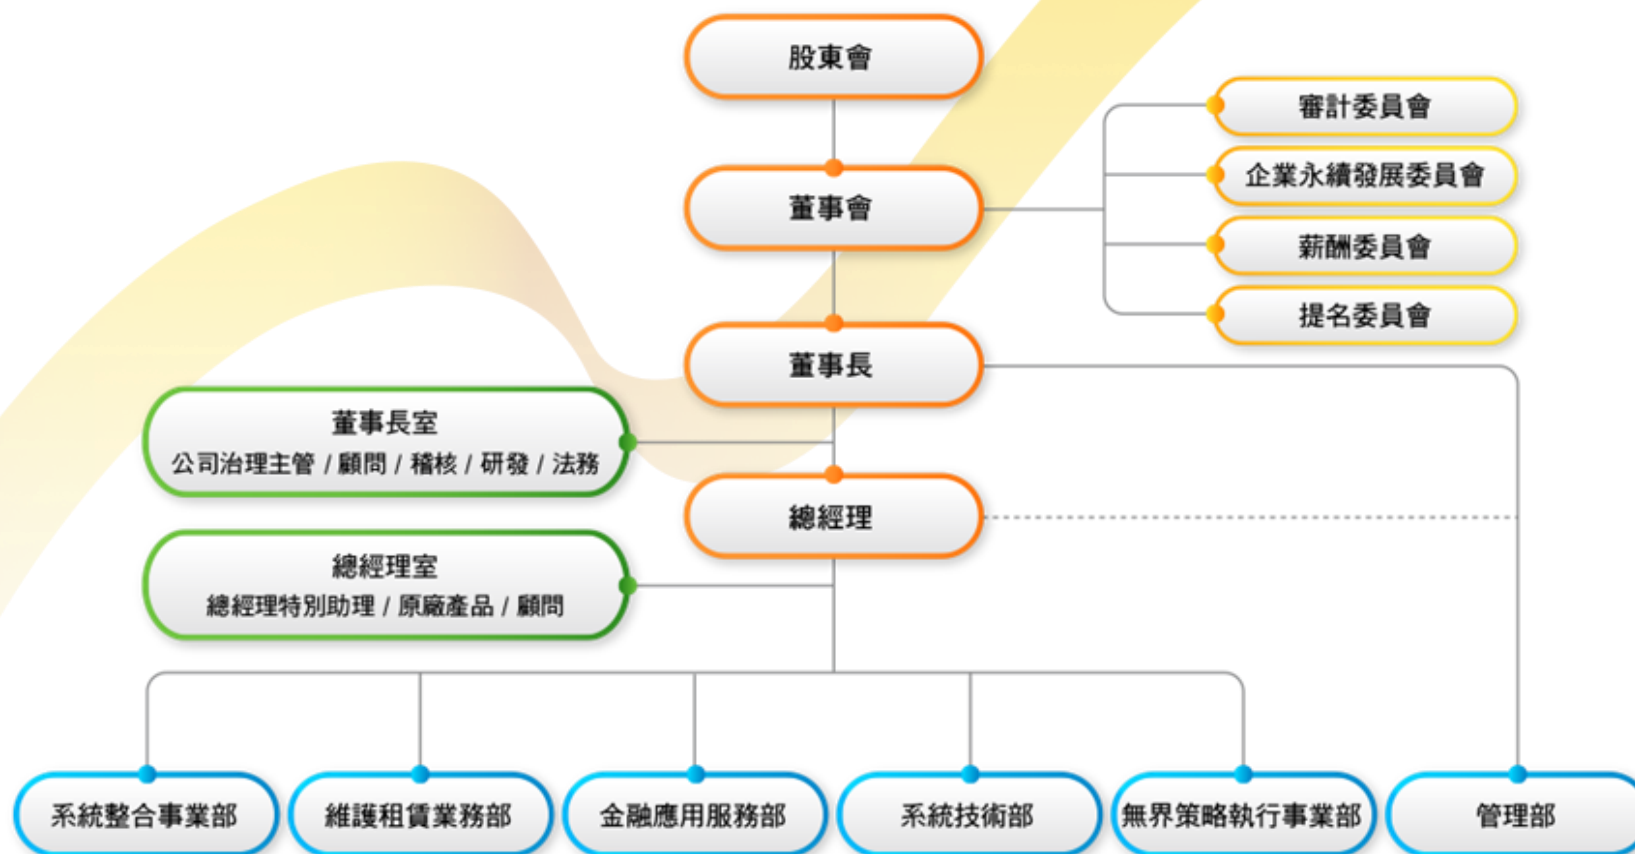 股東會
審計委員會
企業永續發展委員會
董事會
薪酬委員會
提名委員會
董事長
董事長室
公司治理主管 / 顧問 / 稽核 / 研發 / 法務
總經理
總經理室
總經理特別助理 / 原廠產品 / 顧問
系統整合事業部
維護租賃業務部
金融應用服務部
系統技術部
無界策略執行事業部
管理部